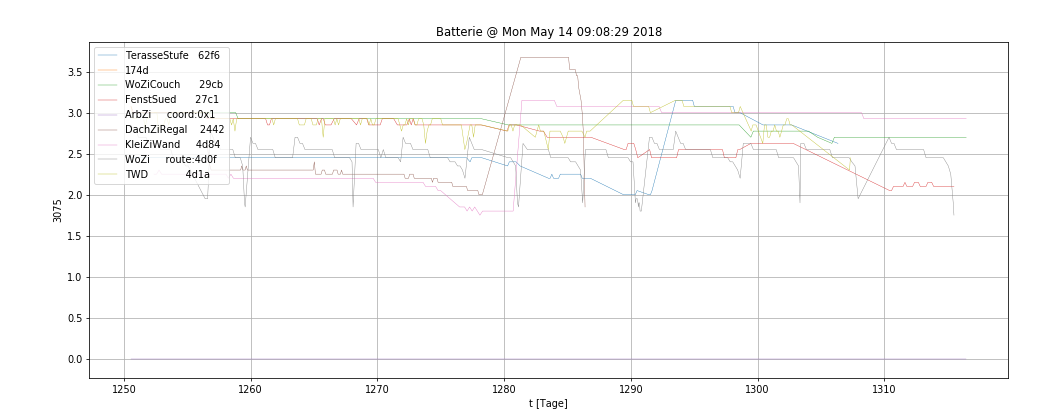 Batterie @ Mon May 14 09:08:29 2018
TerasseStufe 62f6
174d
WoZiCouch 29cb
FenstSued 27c1
ArbZi coord:0x1
DachZiRegal 2442
KleiZiWand 4d84
WoZi route:4d0f
TWD 4d1a
3075
3.5
3.0
2.5
2.0
1.5
1.0
0.5
0.0
1250 1260 1270 1280 1290 1300 1310
t [Tage]